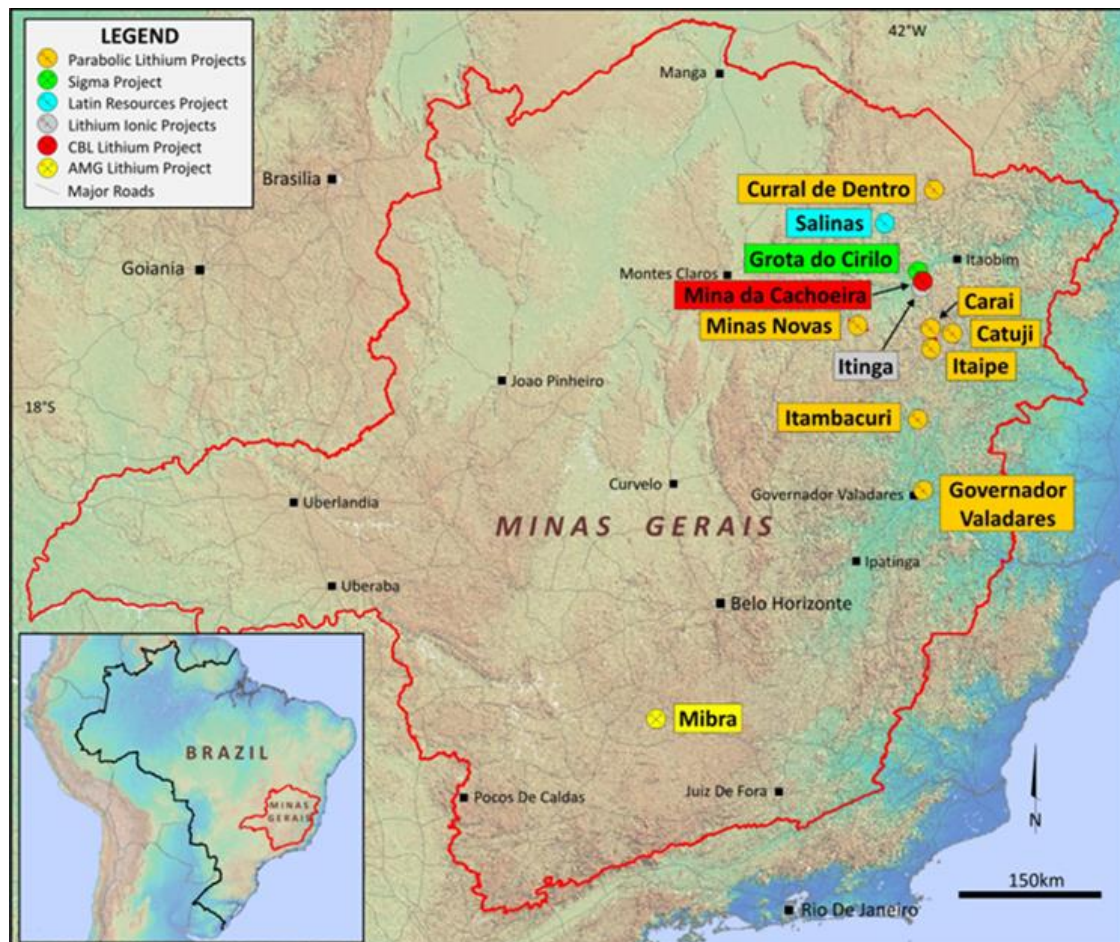 LEGEND
Parabolic Lithium Projects
Sigma Project
Latin Resources Project
Lithium Ionic Projects
CBL Lithium Project
AMG Lithium Project
Major Roads
42°W
Manga
Brasilia
Curral de Dentro
Salinas
Goiania
Grota do Cirilo
Itaobim
Montes Claros
Mina da Cachoeira
Carai
Minas Novas
Catuji
Itinga
Itaipe
Joao Pinheiro
18°S
Itambacuri
Curvelo
Governador Valadares
Governador
Valadares
Uberlandia
MINAS GERAIS
Ipatinga
Uberaba
Belo Horizonte
Mibra
BRAZIL
MINAS
GERAIS
Pocos De Caldas
Juiz De Fora
N
150km
Rio De Janeiro